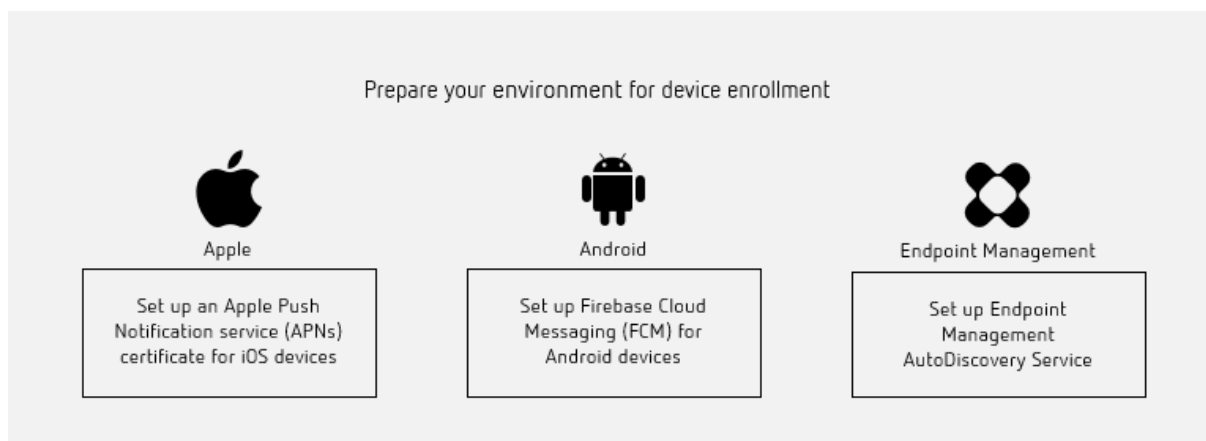 Prepare your environment for device enrollment
Apple
Android
Endpoint Management
Set up an Apple Push
Notification service (APNs)
certificate for iOS devices
Set up Firebase Cloud
Messaging (FCM) for
Android devices
Set up Endpoint
Management
AutoDiscovery Service